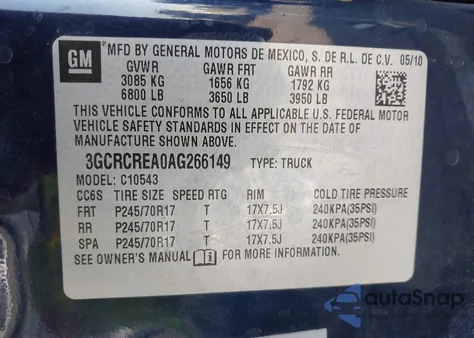 GM
*MFD BY GENERAL MOTORS DE MEXICO, S. DE R.L. DE C.V. 05/10
GVWR GAWR FRT GAWR RR
3085 KG 1656 KG 1792 KG
6800 LB 3650 LB 3950 LB
THIS VEHICLE CONFORMS TO ALL APPLICABLE U.S. FEDERAL MOTOR
VEHICLE SAFETY STANDARDS IN EFFECT ON THE DATE OF
MANUFACTURE SHOWN ABOVE.
3GCRCREA0AG266149 TYPE: TRUCK
MODEL: C10543
CC6S TIRE SIZE SPEED RTG RIM COLD TIRE PRESSURE
FRT P245/70R17 T 17X7.5J 240KPA(35PSI)
RR P245/70R17 T 17X7.5J 240KPA(35PSI)
SPA P245/70R17 T 17X7.5J 240KPA(35PSI)
SEE OWNER'S MANUAL FOR MORE INFORMATION.
autoSnap